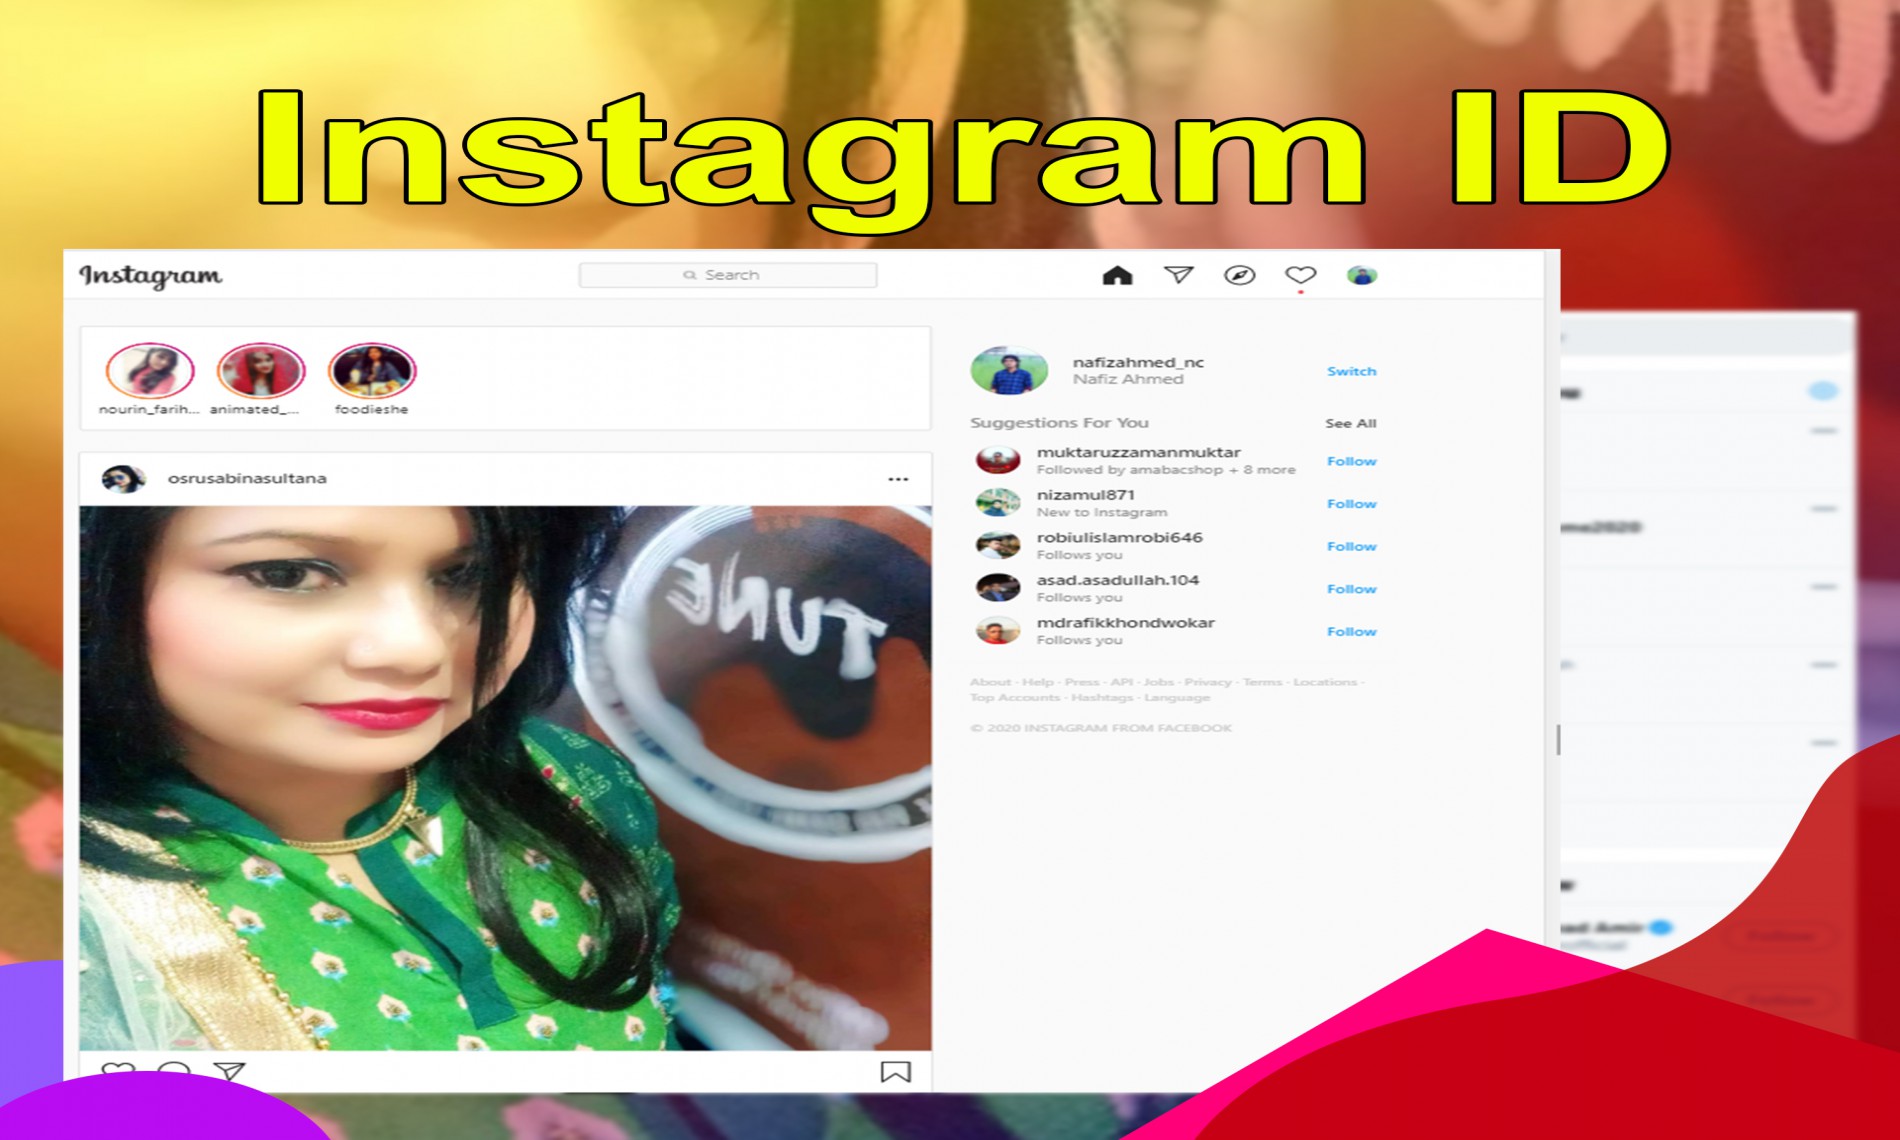 Instagram ID
Instagram
Search
nourin_farih...
animated_...
foodieshe
osrusabinasultana
nafizahmed_nc
Nafiz Ahmed
Switch
Suggestions For You
See All
muktaruzzamanmuktar
Followed by amabacshop + 8 more
Follow
nizamul871
New to Instagram
Follow
robiulislamrobi646
Follows you
Follow
asad.asadullah.104
Follows you
Follow
mdrafikkhondwokar
Follows you
Follow
About · Help · Press · API · Jobs · Privacy · Terms · Locations ·
Top Accounts · Hashtags · Language
© 2020 INSTAGRAM FROM FACEBOOK
TUNE